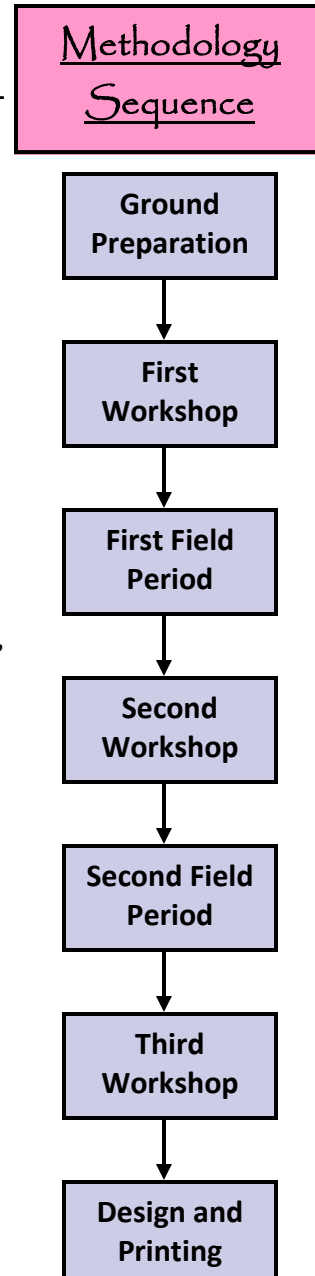 Methodology
Sequence
Ground
Preparation
First
Workshop
First Field
Period
Second
Workshop
Second Field
Period
Third
Workshop
Design and
Printing